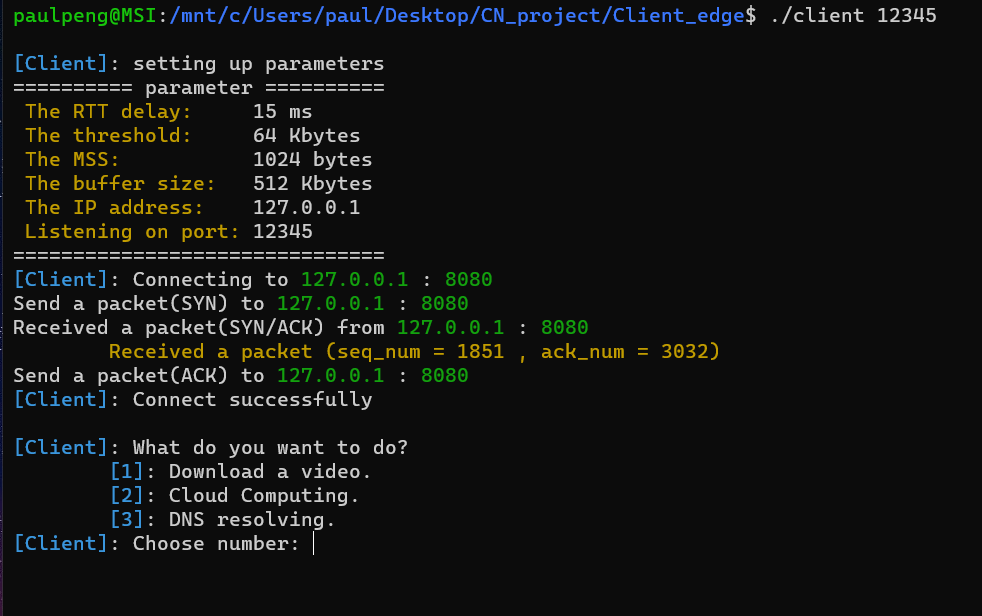 paulpeng@MSI:/mnt/c/Users/paul/Desktop/CN_project/Client_edge$ ./client 12345
[Client]: setting up parameters
========== parameter ==========
The RTT delay: 15 ms
The threshold: 64 Kbytes
The MSS: 1024 bytes
The buffer size: 512 Kbytes
The IP address: 127.0.0.1
Listening on port: 12345
===============================
[Client]: Connecting to 127.0.0.1 : 8080
Send a packet(SYN) to 127.0.0.1 : 8080
Received a packet(SYN/ACK) from 127.0.0.1 : 8080
Received a packet (seq_num = 1851 , ack_num = 3032)
Send a packet(ACK) to 127.0.0.1 : 8080
[Client]: Connect successfully
[Client]: What do you want to do?
[1]: Download a video.
[2]: Cloud Computing.
[3]: DNS resolving.
[Client]: Choose number: